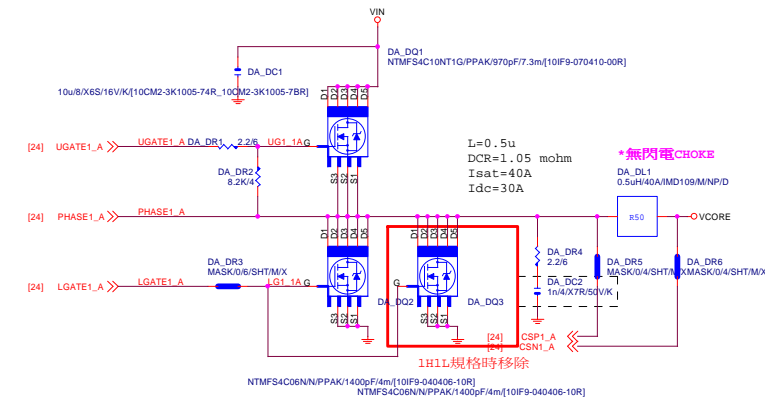 VIN
DA_DQ1
NTMFS4C10NT1G/PPAK/970pF/7.3m/[10IF9-070410-00R]
DA_DC1
10u/8/X6S/16V/K/[10CM2-3K1005-74R_10CM2-3K1005-7BR]
D1
D2
D3
D4
D5
[24] UGATE1_A
UGATE1_A
DA_DR1
2.2/6
UG1_1A
G
S3
S2
S1
DA_DR2
8.2K/4
L=0.5u
DCR=1.05 mohm
Isat=40A
Idc=30A
*無閃電CHOKE
DA_DL1
0.5uH/40A/IMD109/M/NP/D
R50
VCORE
[24] PHASE1_A
PHASE1_A
D1
D2
D3
D4
D5
D1
D2
D3
D4
D5
DA_DR3
MASK/0/6/SHT/M/X
[24] LGATE1_A
LGATE1_A
LG1_1A
G
DA_DQ2
S3
S2
S1
G
DA_DQ3
S3
S2
S1
DA_DR4
2.2/6
DA_DC2
1n/4/X7R/50V/K
DA_DR5
MASK/0/4/SHT/M/X
DA_DR6
MASK/0/4/SHT/M/X
[24] CSP1_A
[24] CSN1_A
1H1L規格時移除
NTMFS4C06N/N/PPAK/1400pF/4m/[10IF9-040406-10R]
NTMFS4C06N/N/PPAK/1400pF/4m/[10IF9-040406-10R]